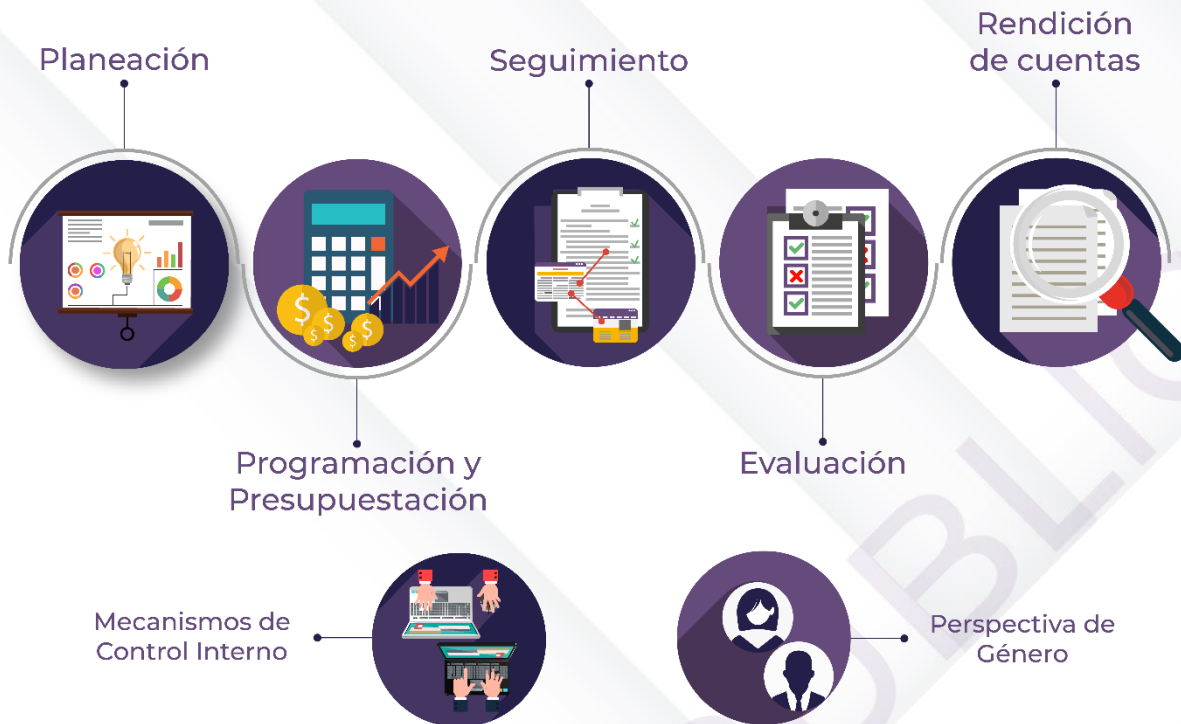 Planeación
Seguimiento
Rendición
de cuentas
$
$
$
$
$
Programación y
Presupuestación
Evaluación
Mecanismos de
Control Interno
Perspectiva de
Género